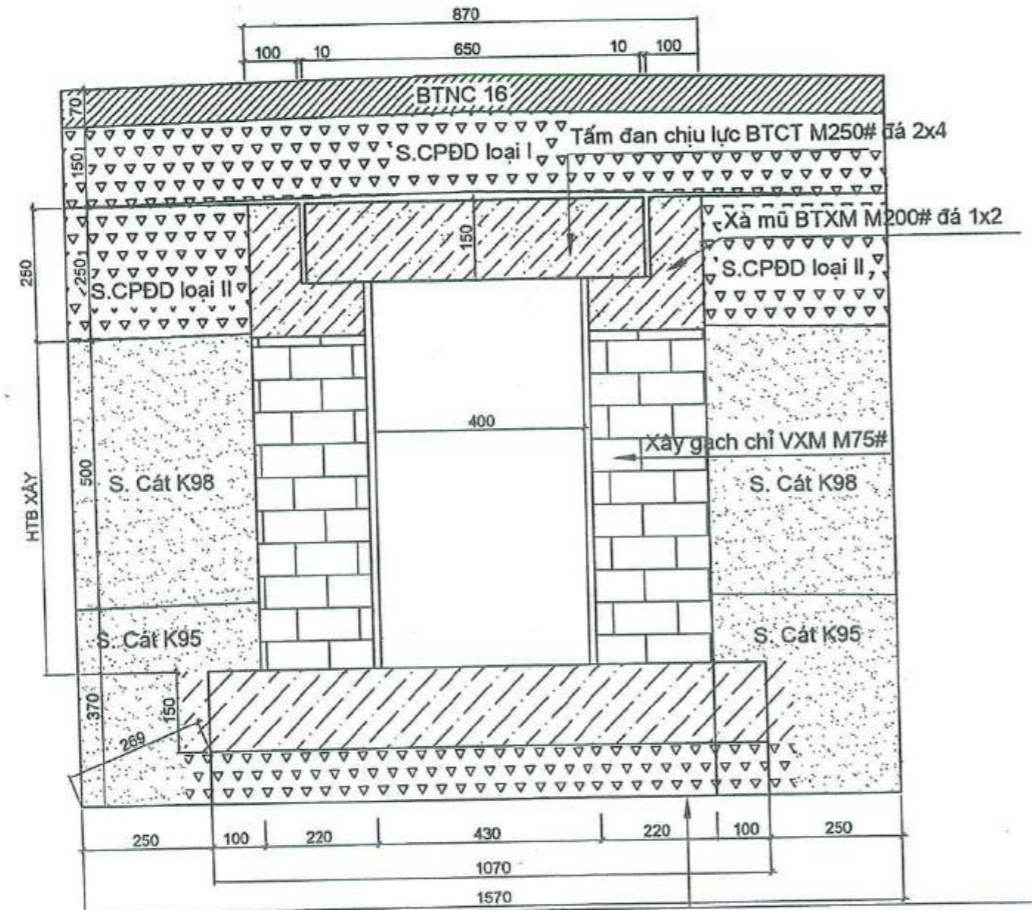 870
100 10 650 10 100
BTNC 16
70
Tấm đan chịu lực BTCT M250# đá 2x4
S.CPĐD loại I
150
Xà mũ BTXM M200# đá 1x2
150
250
250
S.CPĐD loại II
S.CPĐD loại II
400
Xây gạch chỉ VXM M75#
HTB XÂY
500
S. Cát K98
S. Cát K98
S. Cát K95
S. Cát K95
370
150
269
250 100 220 430 220 100 250
1070
1570